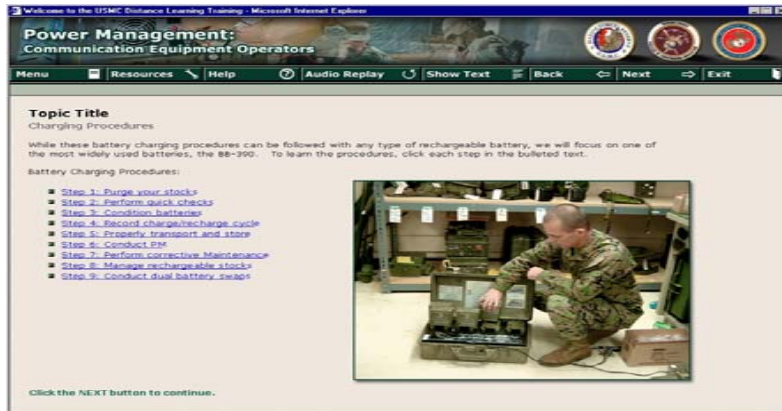 Welcome to the USMC Distance Learning Training - Microsoft Internet Explorer
Power Management:
Communication Equipment Operators
Menu Resources Help Audio Replay Show Text Back Next Exit
Topic Title
Charging Procedures
While these battery charging procedures can be followed with any type of rechargeable battery, we will focus on one of
the most widely used batteries, the BB-390. To learn the procedures, click each step in the bulleted text.
Battery Charging Procedures:
Step 1: Purge your stocks
Step 2: Perform quick checks
Step 3: Condition batteries
Step 4: Record charge/recharge cycle
Step 5: Properly transport and store
Step 6: Conduct PM
Step 7: Perform corrective Maintenance
Step 8: Manage rechargeable stocks
Step 9: Conduct dual battery swaps
Click the NEXT button to continue.